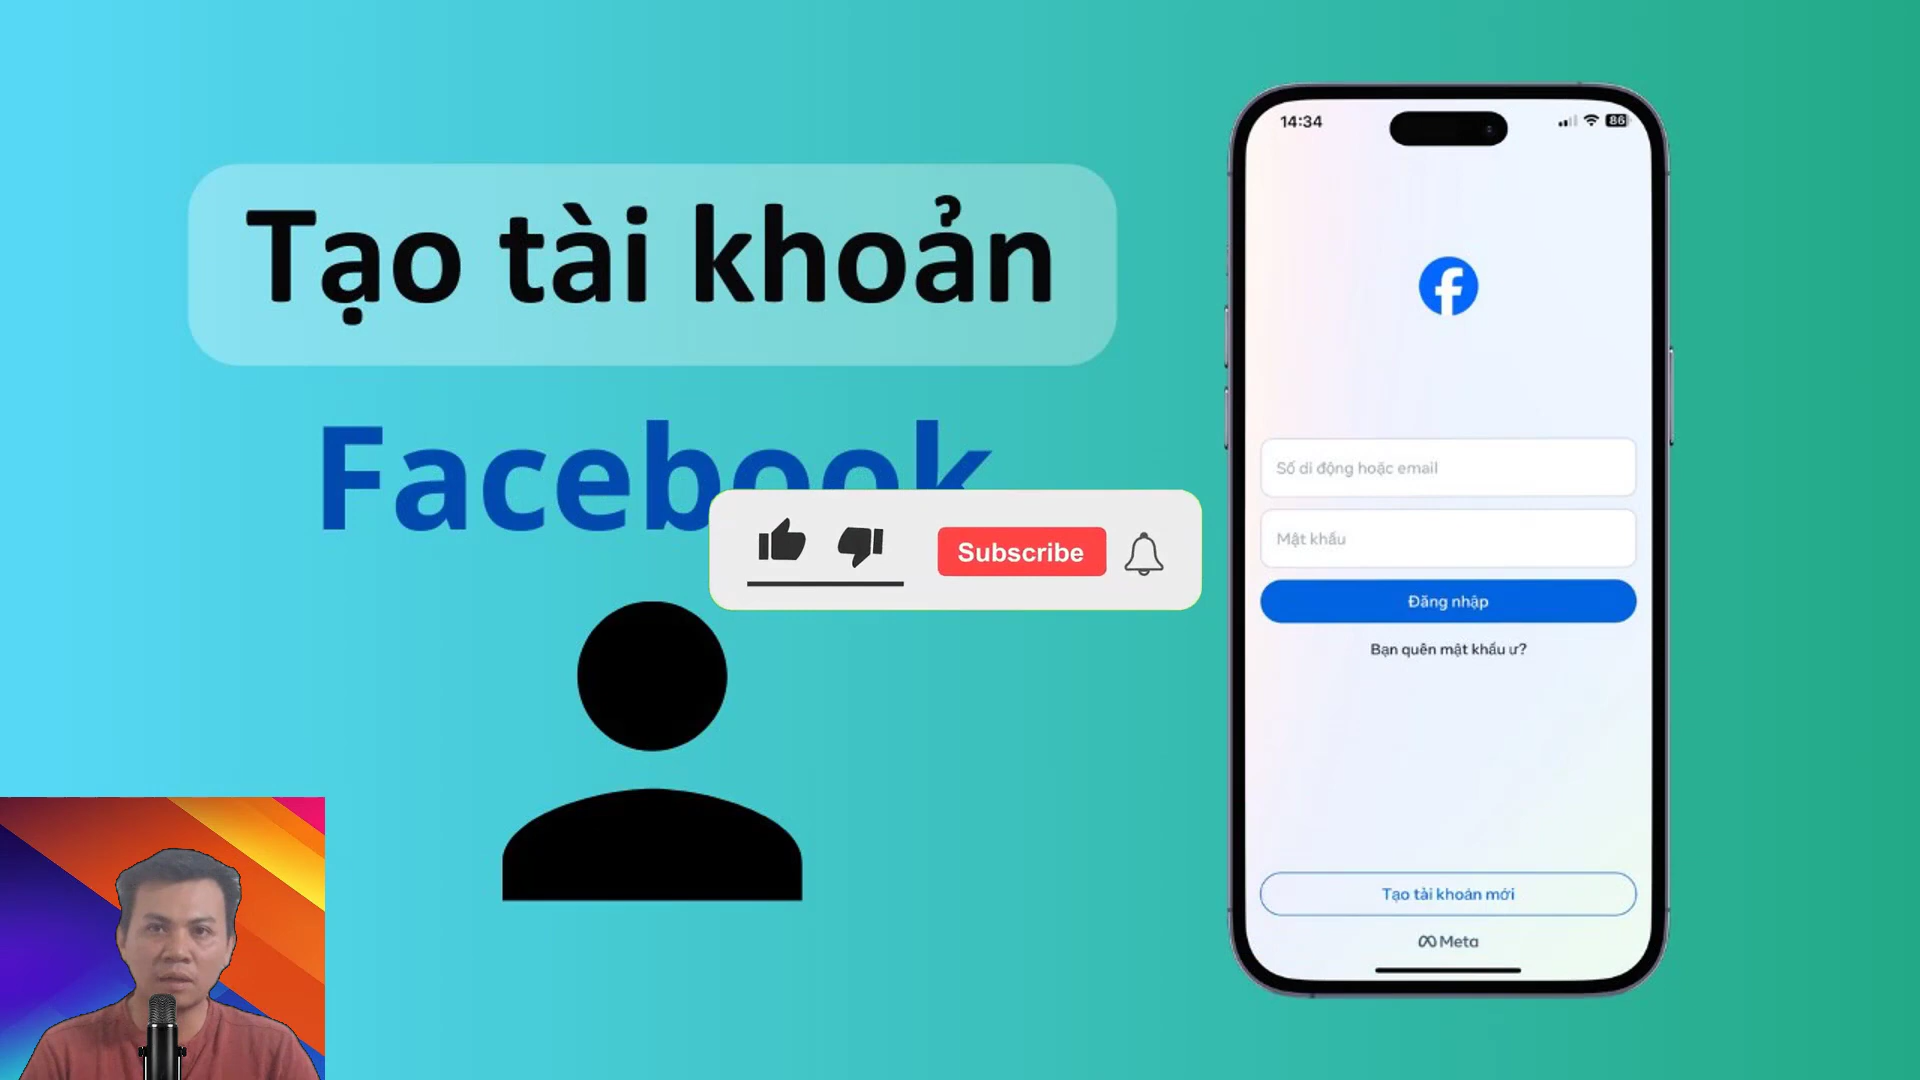 Tạo tài khoản
Facebook
Subscribe
14:34
86
Số di động hoặc email
Mật khẩu
Đăng nhập
Bạn quên mật khẩu ư?
Tạo tài khoản mới
Meta